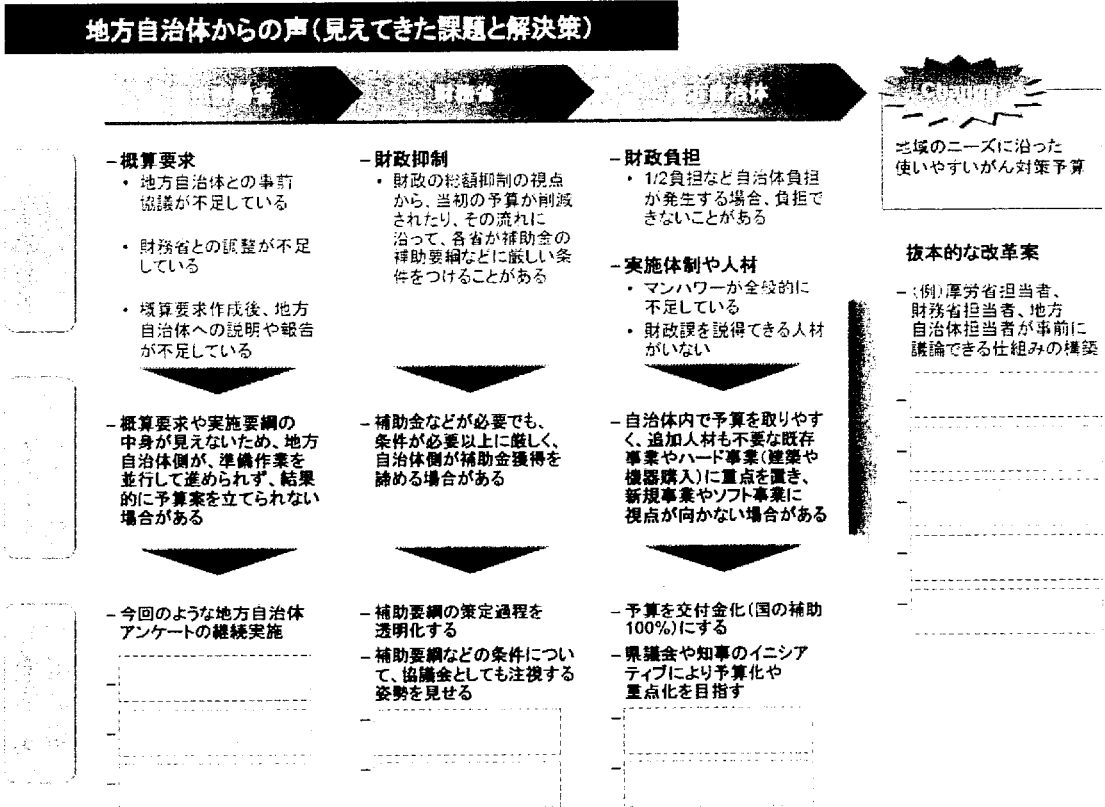 地方自治体からの声（見えてきた課題と解決策）
財務省
自治体
地域のニーズに沿った
使いやすいがん対策予算
– 概算要求
• 地方自治体との事前
協議が不足している
• 財務省との調整が不足
している
• 概算要求作成後、地方
自治体への説明や報告
が不足している
– 財政抑制
• 財政の総額抑制の視点
から、当初の予算が削減
されたり、その流れに
沿って、各省が補助金の
補助要綱などに厳しい条
件をつけることがある
– 財政負担
• 1/2負担など自治体負担
が発生する場合、負担で
きないことがある
– 実施体制や人材
• マンパワーが全般的に
不足している
• 財政課を説得できる人材
がいない
– 概算要求や実施要綱の
中身が見えないため、地方
自治体側が、準備作業を
並行して進められず、結果
的に予算案を立てられない
場合がある
– 補助金などが必要でも、
条件が必要以上に厳しく、
自治体側が補助金獲得を
諦める場合がある
– 自治体内で予算を取りやす
く、追加人材も不要な既存
事業やハード事業（建築や
機器購入）に重点を置き、
新規事業やソフト事業に
視点が向かない場合がある
– 今回のような地方自治体
アンケートの継続実施
–
–
–
– 補助要綱の策定過程を
透明化する
– 補助要綱などの条件につい
て、協議会としても注視する
姿勢を見せる
–
–
– 予算を交付金化（国の補助
100%）にする
– 県議会や知事のイニシア
ティブにより予算化や
重点化を目指す
–
–
抜本的な改革案
– （例）厚労省担当者、
財務省担当者、地方
自治体担当者が事前に
議論できる仕組みの構築
–
–
–
–
–